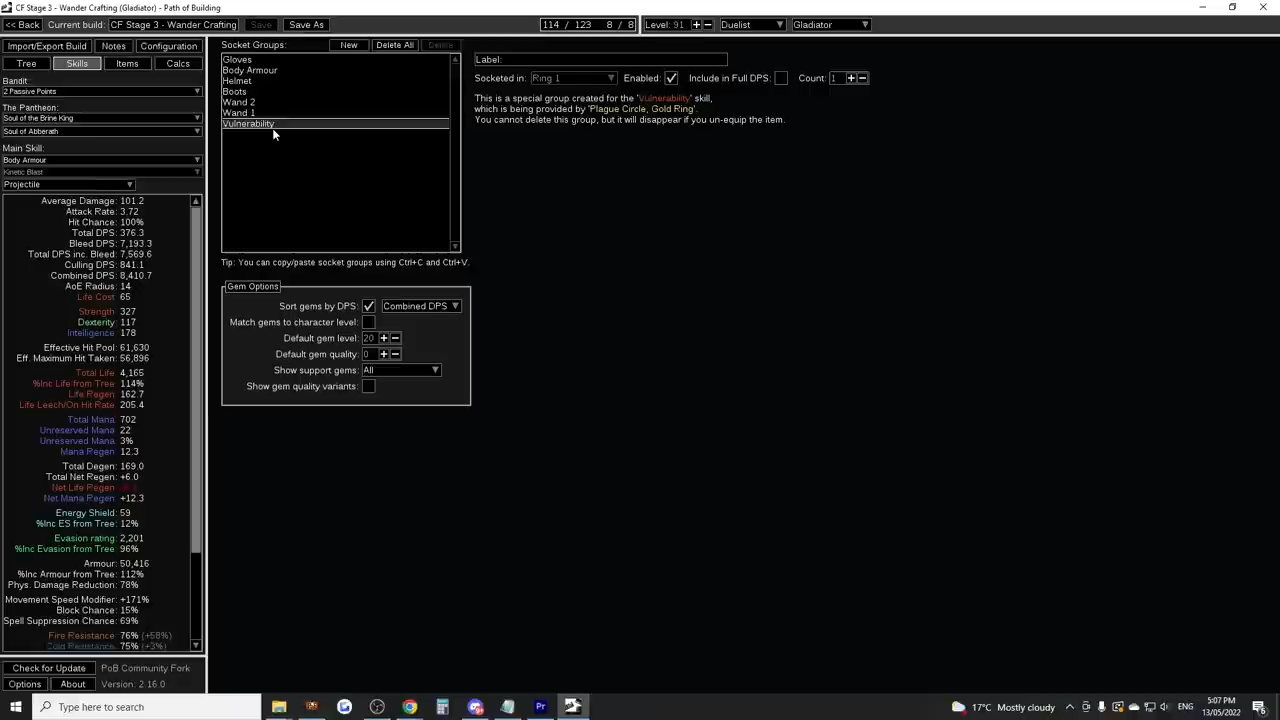 CF Stage 3 - Wander Crafting (Gladiator) - Path of Building
<< Back Current build: CF Stage 3 - Wander Crafting Save Save As 114 / 123 8 / 8 Level: 91 + - Duelist Gladiator
Import/Export Build Notes Configuration
Tree Skills Items Calcs
Bandit:
2 Passive Points
The Pantheon:
Soul of the Brine King
Soul of Abberath
Main Skill:
Body Armour
Kinetic Blast
Projectile
Average Damage: 101.2
Attack Rate: 3.72
Hit Chance: 100%
Total DPS: 376.3
Bleed DPS: 7,193.3
Total DPS inc. Bleed: 7,569.6
Culling DPS: 841.1
Combined DPS: 8,410.7
AoE Radius: 14
Life Cost: 65
Strength: 327
Dexterity: 117
Intelligence: 178
Effective Hit Pool: 61,630
Eff. Maximum Hit Taken: 56,896
Total Life: 4,165
%Inc Life from Tree: 114%
Life Regen: 162.7
Life Leech/On Hit Rate: 205.4
Total Mana: 702
Unreserved Mana: 22
Unreserved Mana: 3%
Mana Regen: 12.3
Total Degen: 169.0
Total Net Regen: +6.0
Net Life Regen:
Net Mana Regen: +12.3
Energy Shield: 59
%Inc ES from Tree: 12%
Evasion rating: 2,201
%Inc Evasion from Tree: 96%
Armour: 50,416
%Inc Armour from Tree: 112%
Phys. Damage Reduction: 78%
Movement Speed Modifier: +171%
Block Chance: 15%
Spell Suppression Chance: 69%
Fire Resistance: 76% (+58%)
Cold Resistance: 75% (+3%)
Check for Update PoB Community Fork
Options About Version: 2.16.0
Socket Groups: New Delete All Delete
Gloves
Body Armour
Helmet
Boots
Wand 2
Wand 1
Vulnerability
Tip: You can copy/paste socket groups using Ctrl+C and Ctrl+V.
Gem Options
Sort gems by DPS: Combined DPS
Match gems to character level:
Default gem level: 20 + -
Default gem quality: 0 + -
Show support gems: All
Show gem quality variants:
Label:
Socketed in: Ring 1 Enabled: Include in Full DPS: Count: 1 + -
This is a special group created for the 'Vulnerability' skill,
which is being provided by 'Plague Circle, Gold Ring'.
You cannot delete this group, but it will disappear if you un-equip the item.
Type here to search
17°C Mostly cloudy ENG 5:07 PM
13/05/2022